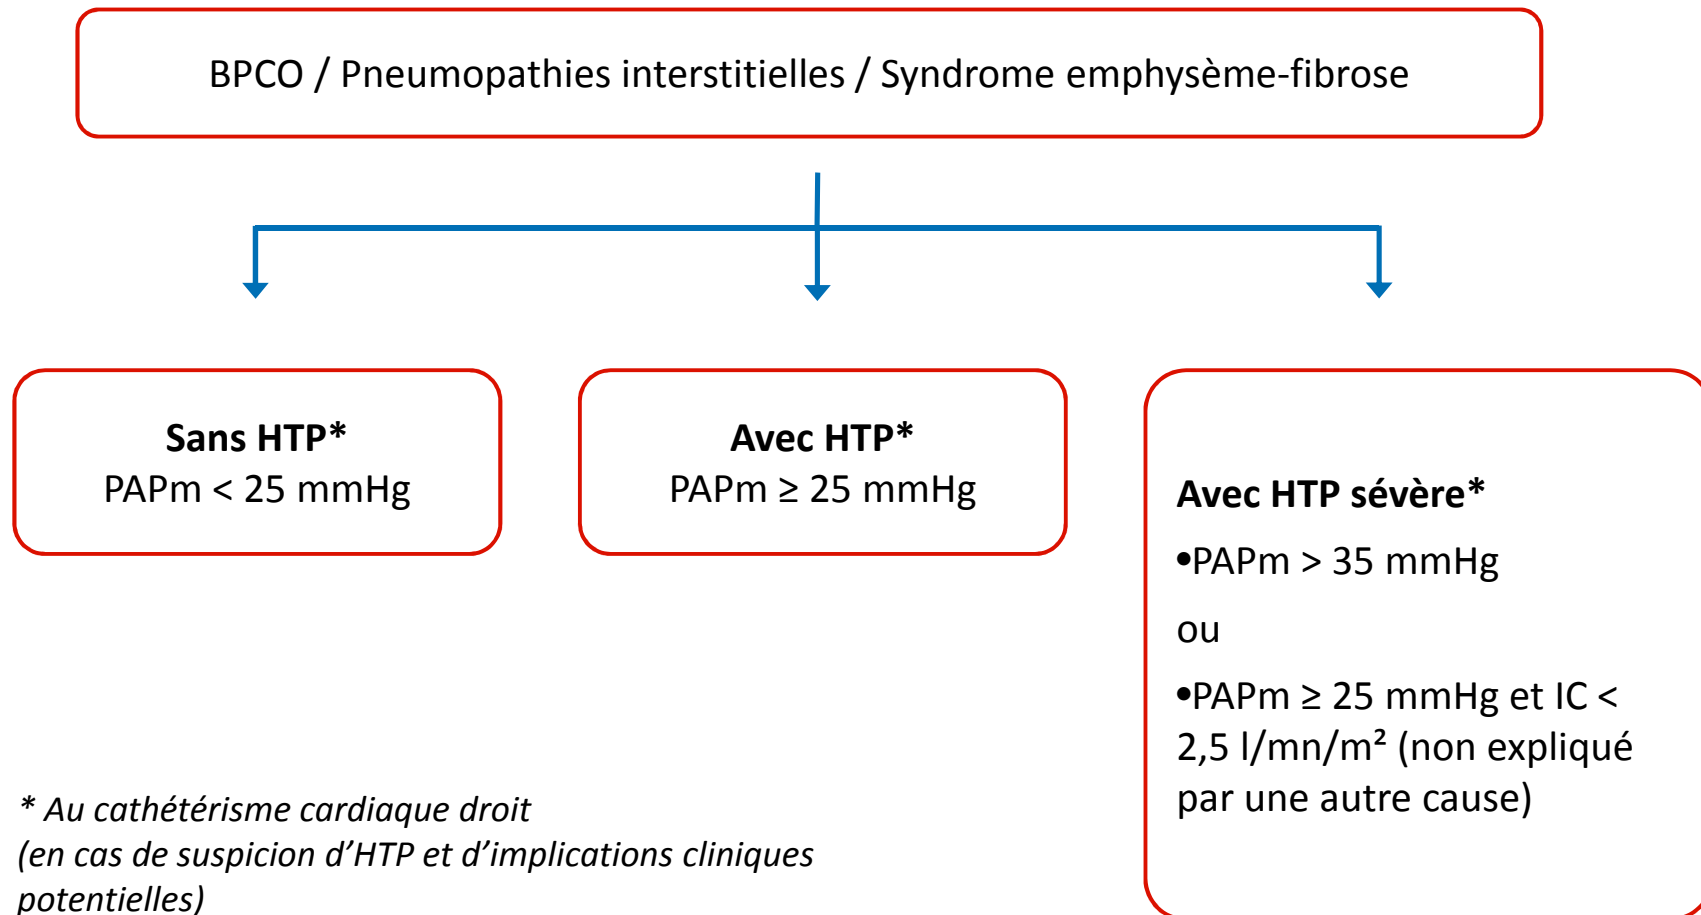 BPCO / Pneumopathies interstitielles / Syndrome emphysème-fibrose
Sans HTP*
PAPm < 25 mmHg
Avec HTP*
PAPm ≥ 25 mmHg
Avec HTP sévère*
•PAPm > 35 mmHg
ou
•PAPm ≥ 25 mmHg et IC <
2,5 l/mn/m² (non expliqué
par une autre cause)
* Au cathétérisme cardiaque droit
(en cas de suspicion d’HTP et d’implications cliniques
potentielles)